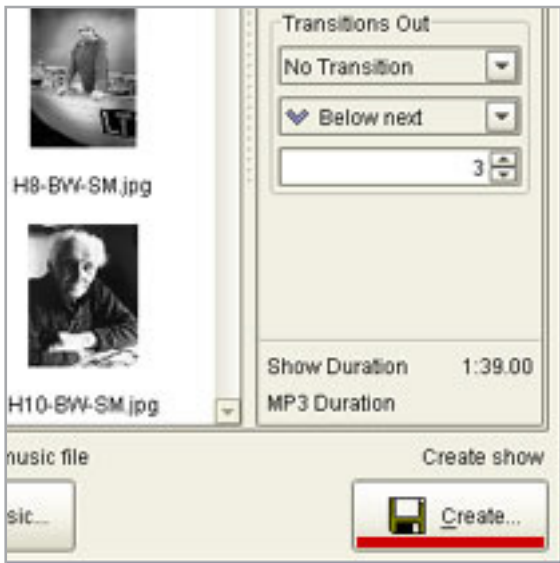 LT
H8-BW-SM.jpg
H10-BW-SM.jpg
Transitions Out
No Transition
Below next
3
Show Duration 1:39.00
MP3 Duration
music file
Create show
sic...
Create...